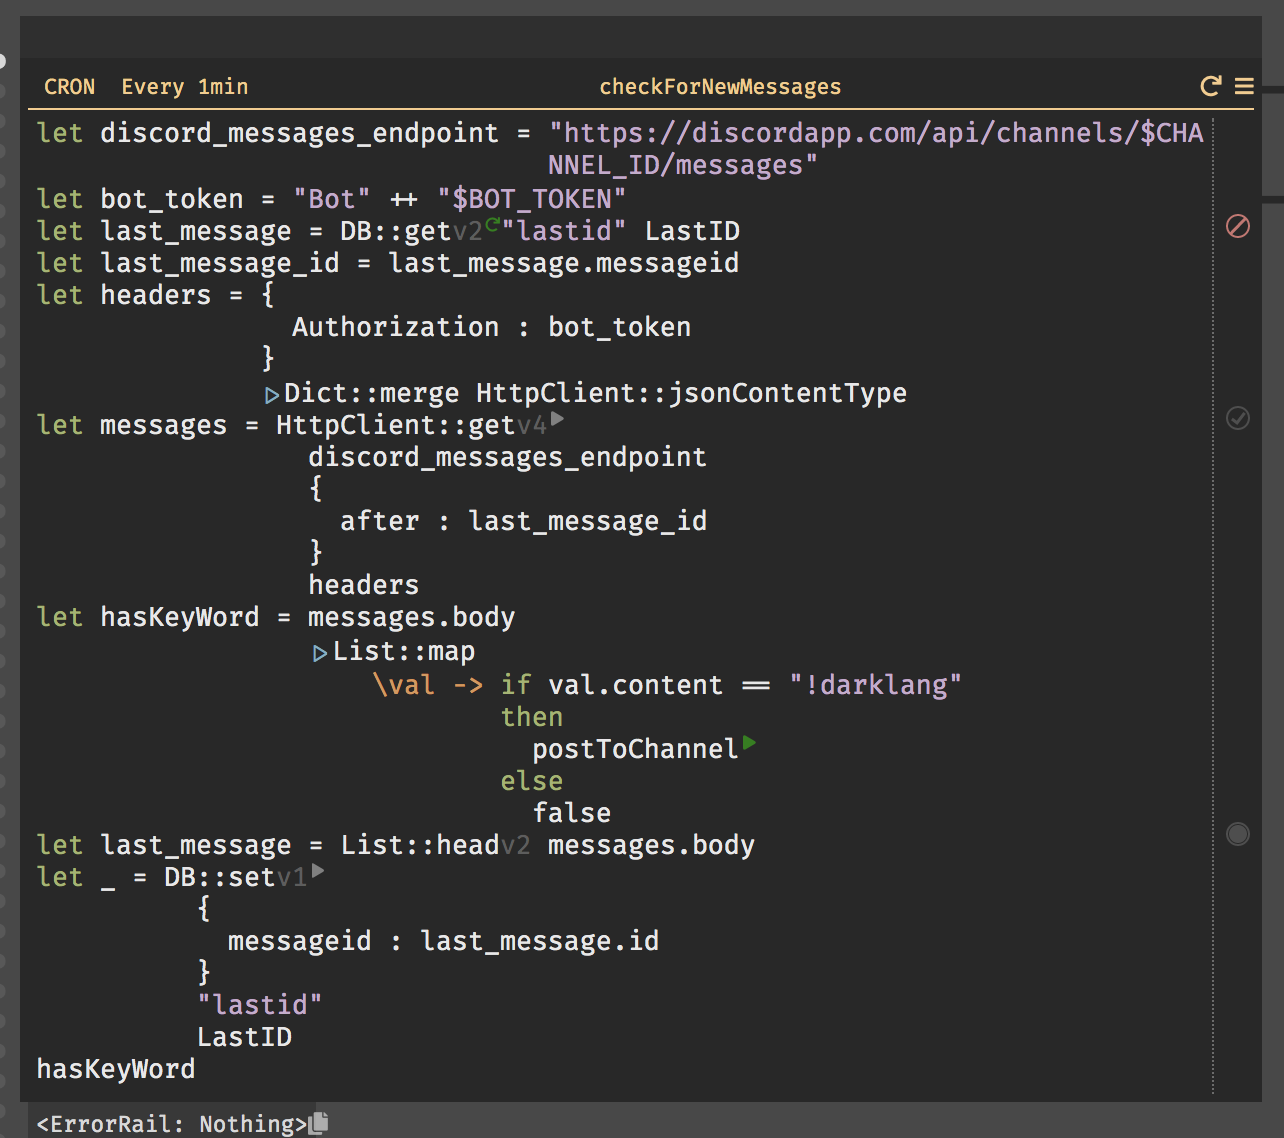 CRON Every 1min checkForNewMessages
let discord_messages_endpoint = "https://discordapp.com/api/channels/$CHA
NNEL_ID/messages"
let bot_token = "Bot" ++ "$BOT_TOKEN"
let last_message = DB::getv2 "lastid" LastID
let last_message_id = last_message.messageid
let headers = {
Authorization : bot_token
}
▷Dict::merge HttpClient::jsonContentType
let messages = HttpClient::getv4
discord_messages_endpoint
{
after : last_message_id
}
headers
let hasKeyWord = messages.body
▷List::map
\val -> if val.content == "!darklang"
then
postToChannel
else
false
let last_message = List::headv2 messages.body
let _ = DB::setv1
{
messageid : last_message.id
}
"lastid"
LastID
hasKeyWord
<ErrorRail: Nothing>